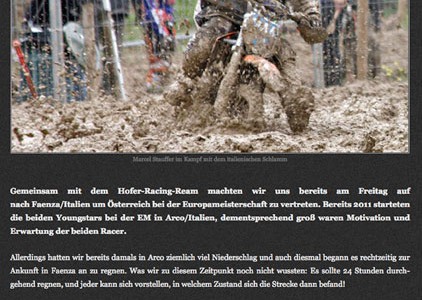 Marcel Stauffer im Kampf mit dem italienischen Schlamm
Gemeinsam mit dem Hofer-Racing-Ream machten wir uns bereits am Freitag auf
nach Faenza/Italien um Österreich bei der Europameisterschaft zu vertreten. Bereits 2011 starteten
die beiden Youngstars bei der EM in Arco/Italien, dementsprechend groß waren Motivation und
Erwartung der beiden Racer.
Allerdings hatten wir bereits damals in Arco ziemlich viel Niederschlag und auch diesmal begann es rechtzeitig zur
Ankunft in Faenza an zu regnen. Was wir zu diesem Zeitpunkt noch nicht wussten: Es sollte 24 Stunden durch-
gehend regnen, und jeder kann sich vorstellen, in welchem Zustand sich die Strecke dann befand!